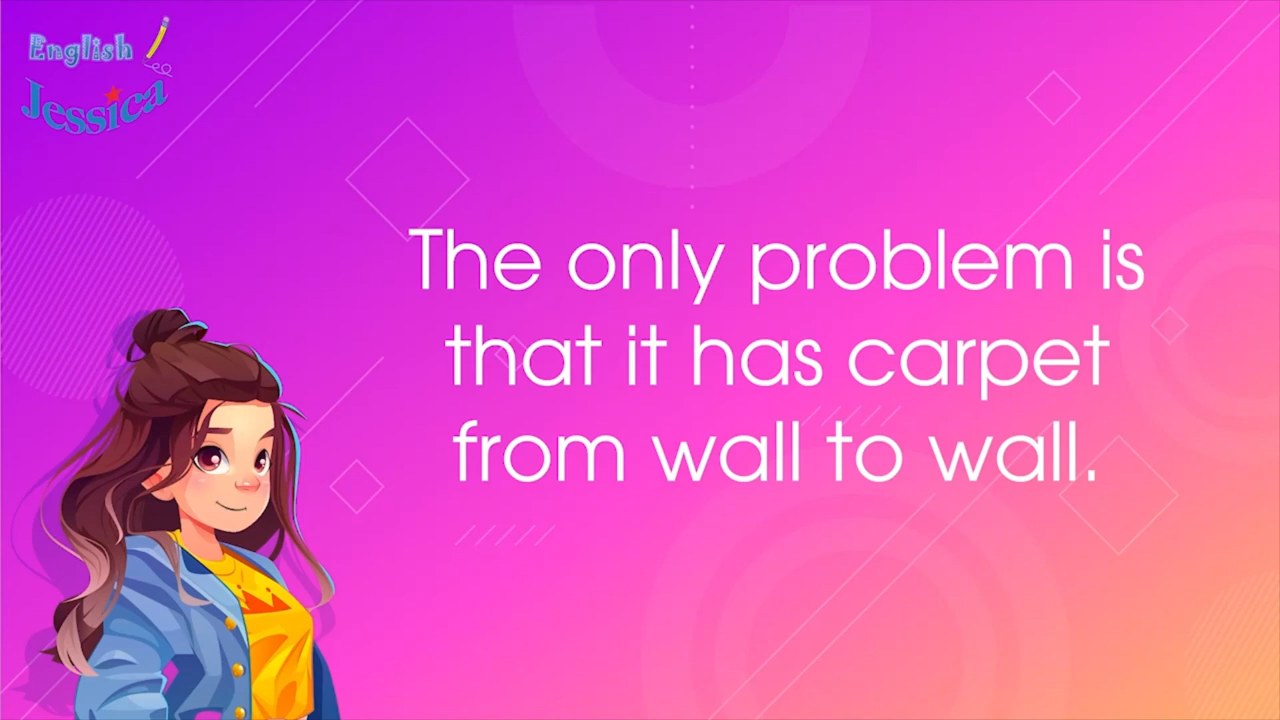 English
Jessica
The only problem is
that it has carpet
from wall to wall.